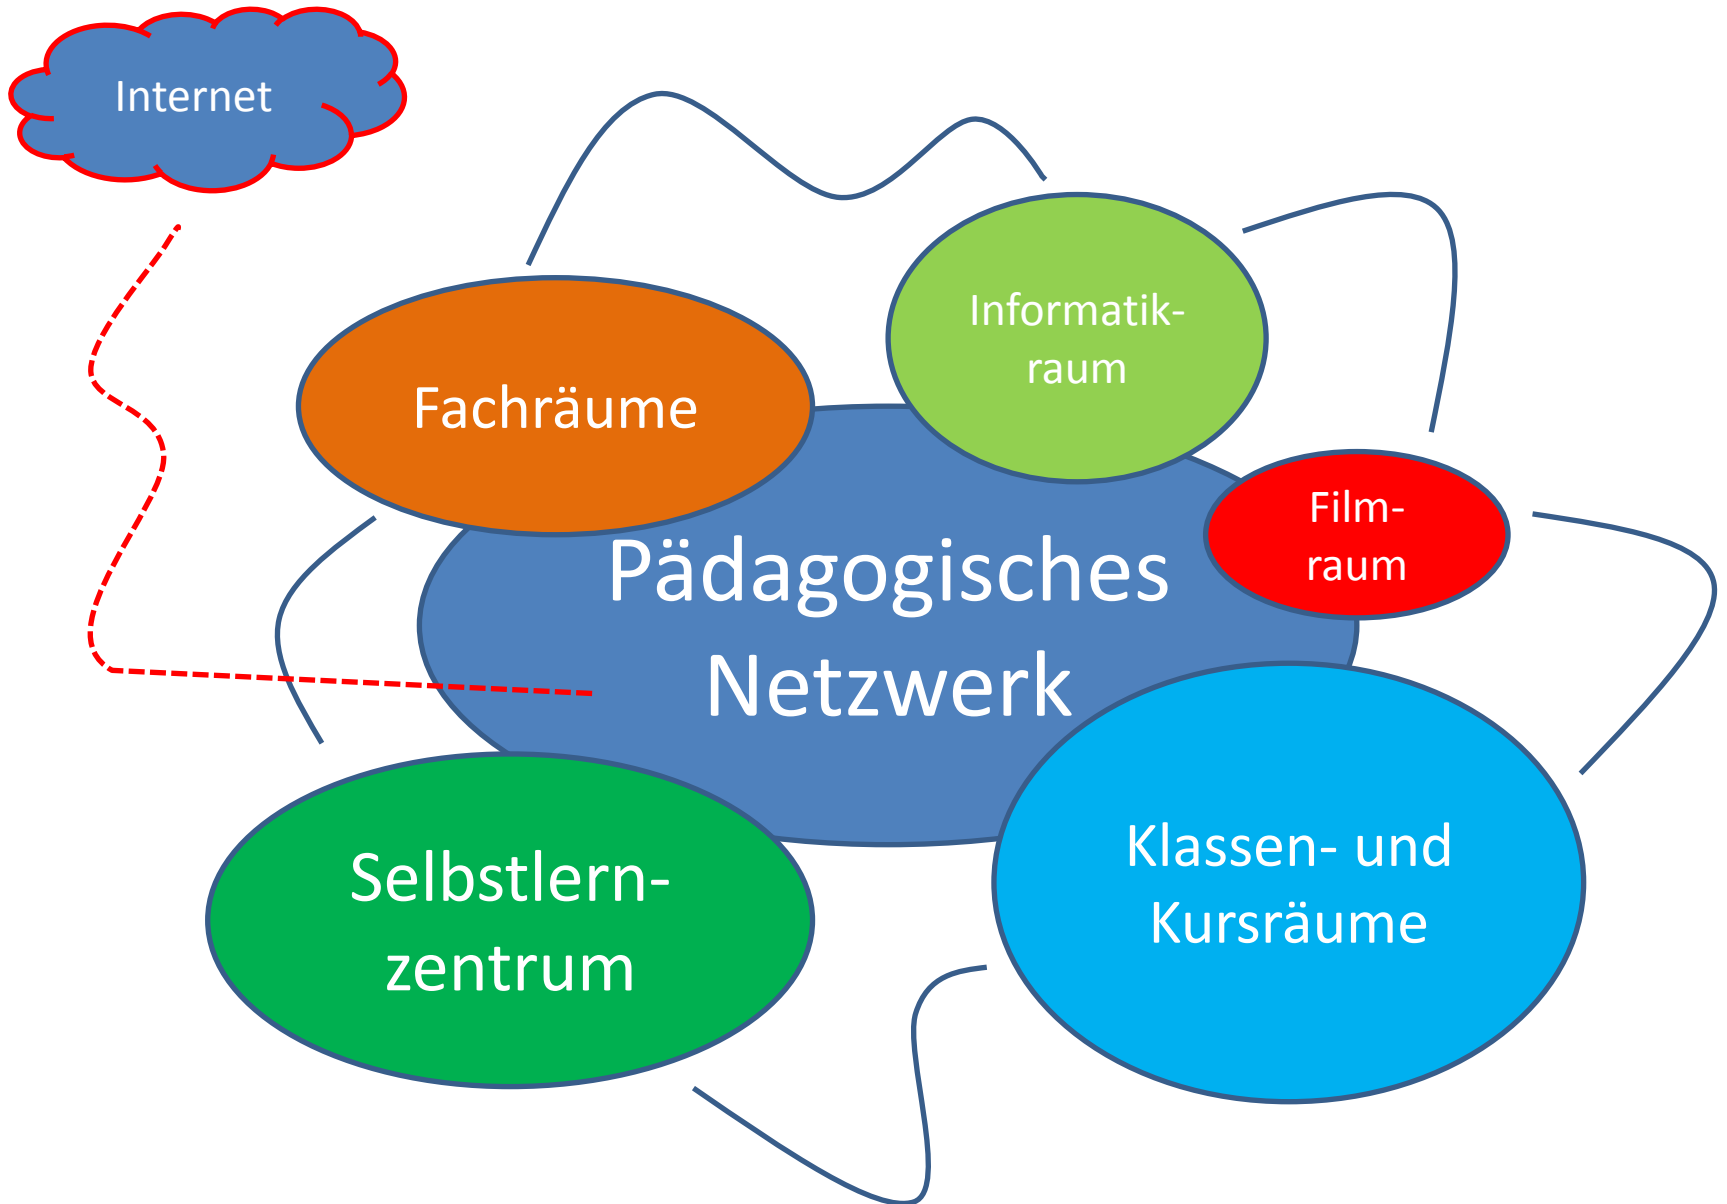 Internet
Informatik-
raum
Fachräume
Film-
raum
Pädagogisches
Netzwerk
Klassen- und
Kursräume
Selbstlern-
zentrum